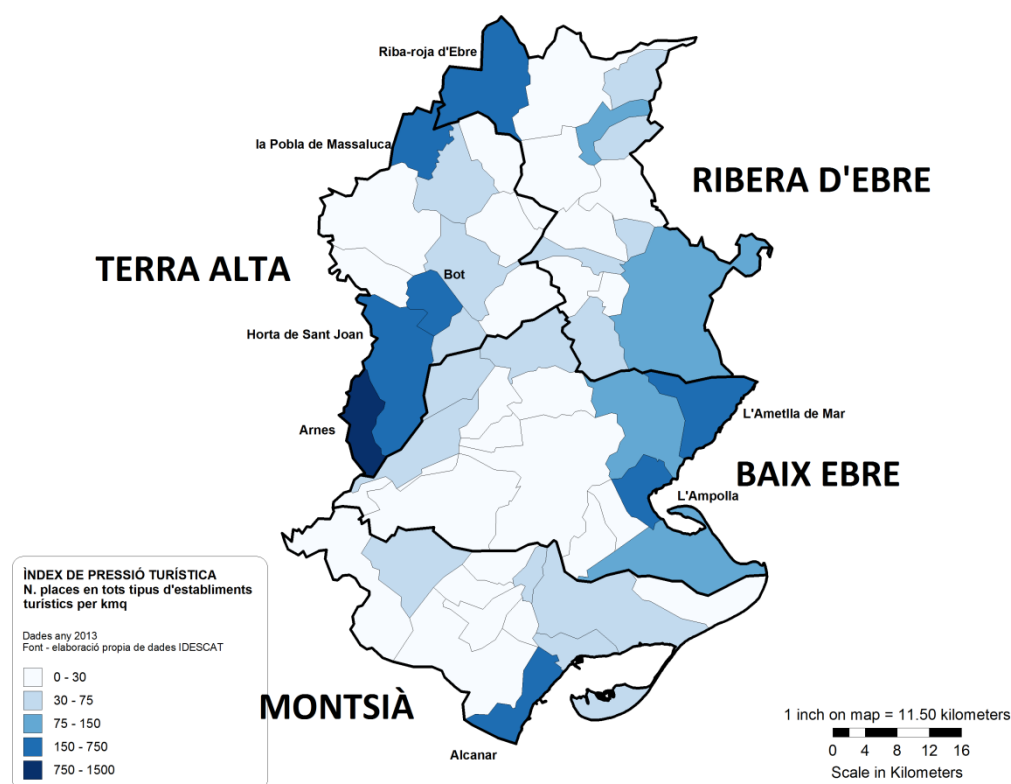 Riba-roja d'Ebre
la Pobla de Massaluca
RIBERA D'EBRE
TERRA ALTA
Bot
Horta de Sant Joan
L'Ametlla de Mar
Arnes
BAIX EBRE
L'Ampolla
ÌNDEX DE PRESSIÓ TURÍSTICA
N. places en tots tipus d'establiments
turístics per kmq
Dades any 2013
Font - elaboració propia de dades IDESCAT
0 - 30
30 - 75
75 - 150
150 - 750
750 - 1500
MONTSIÀ
Alcanar
1 inch on map = 11.50 kilometers
0 4 8 12 16
Scale in Kilometers